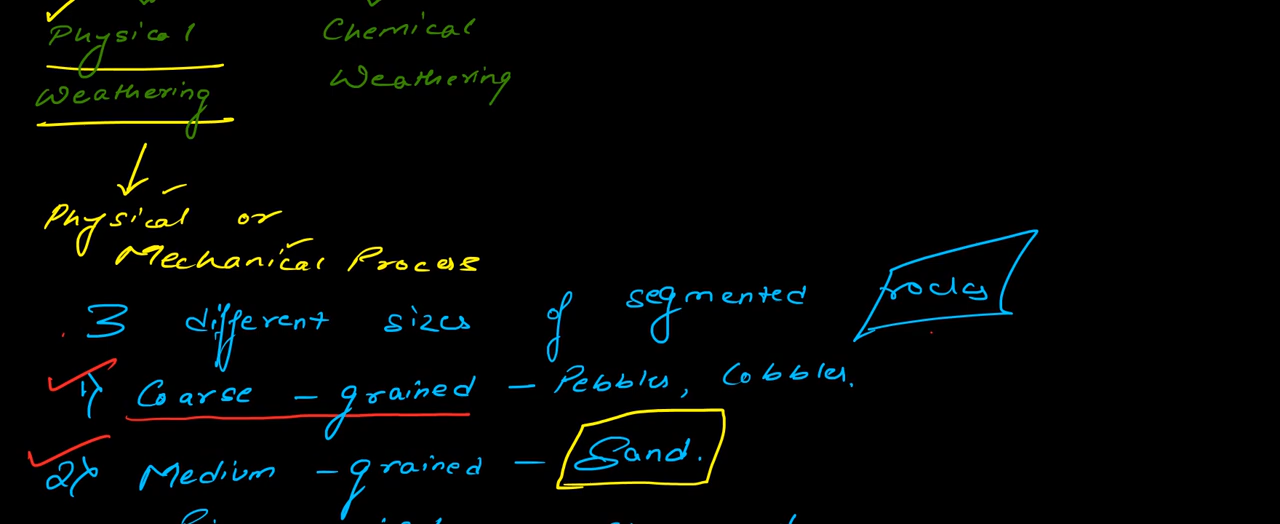 Physical Chemical
Weathering Weathering
Physical or
Mechanical Process
3 different sizes of segmented rocks
1) Coarse - grained - Pebbles, Cobbles.
2) Medium - grained - Sand.